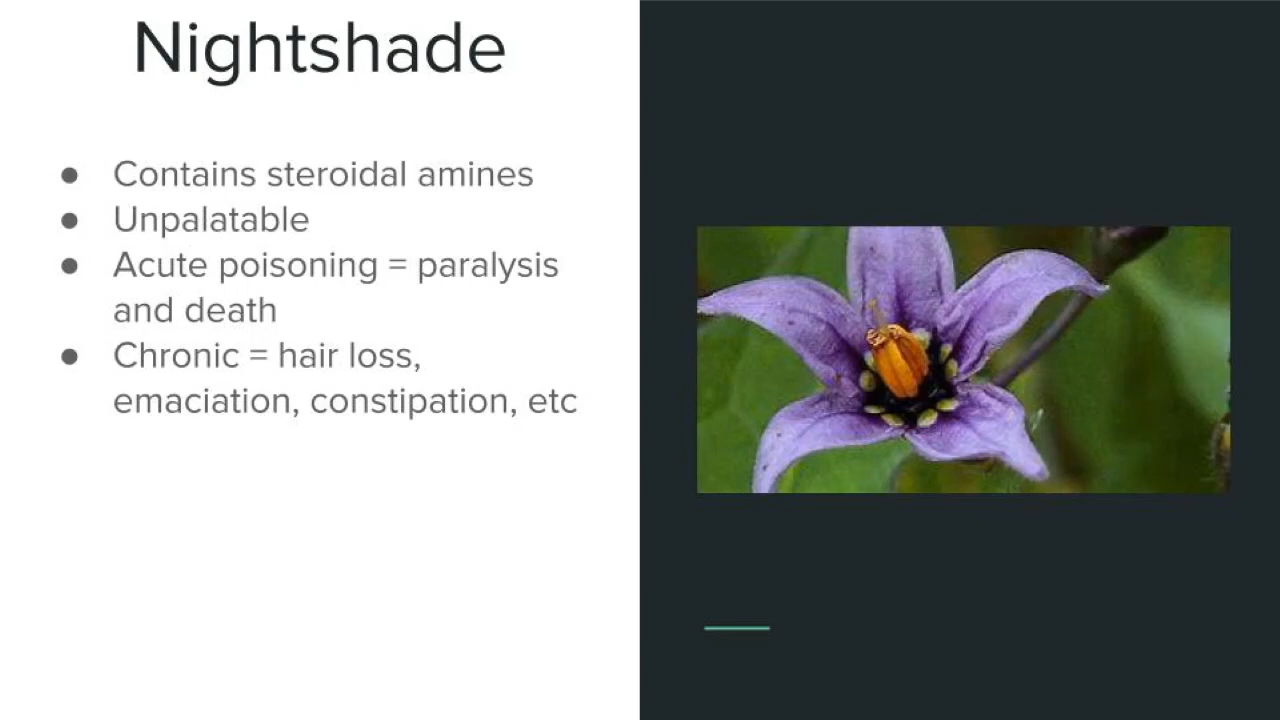 Nightshade
● Contains steroidal amines
● Unpalatable
● Acute poisoning = paralysis
and death
● Chronic = hair loss,
emaciation, constipation, etc